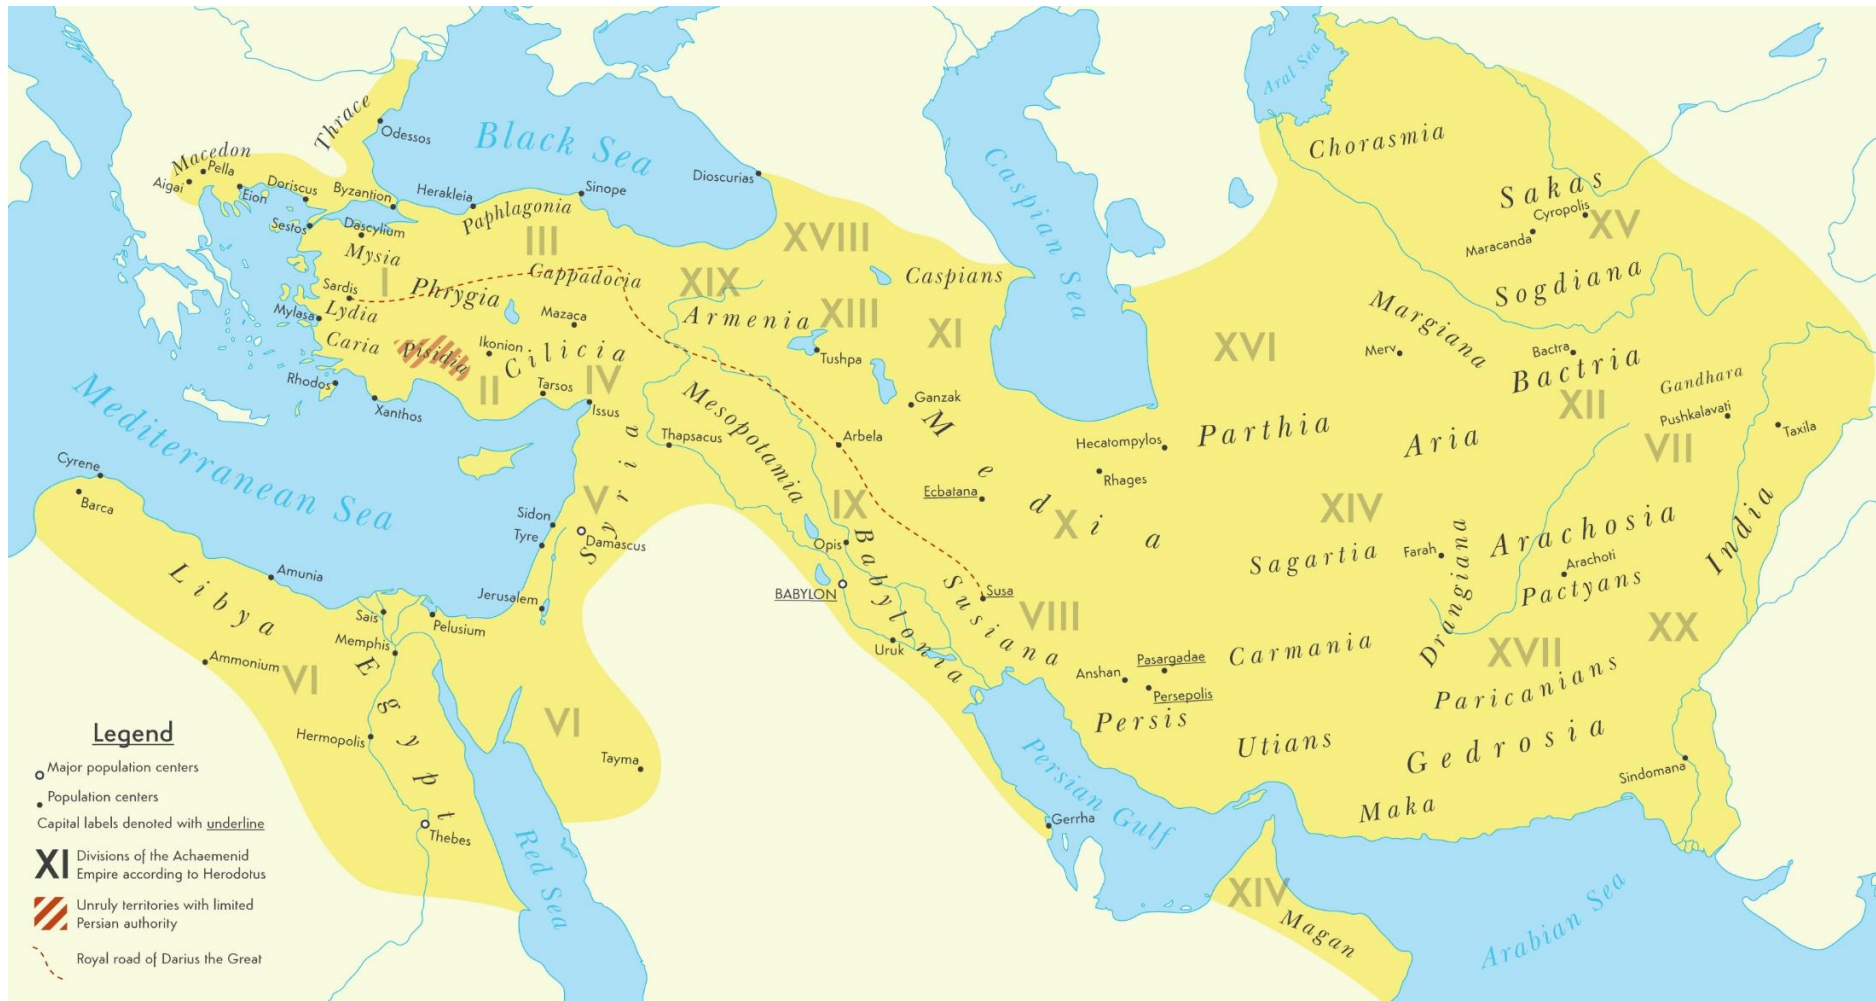 Black Sea
Caspian Sea
Aral Sea
Mediterranean Sea
Red Sea
Persian Gulf
Arabian Sea
Thrace
Macedon
Odessos
Pella
Aigai
Eion
Doriscus
Byzantion
Herakleia
Sinope
Dioscurias
Sestos
Dascylium
Paphlagonia
Mysia
III
XVIII
I
Phrygia
Cappadocia
XIX
Caspians
Sardis
Lydia
Mylasa
Mazaca
Armenia
XIII
XI
Caria
Pisidia
Ikonion
Cilicia
Tushpa
Rhodos
Xanthos
II
Tarsos
IV
Issus
Ganzak
Mesopotamia
Media
Thapsacus
Arbela
Syria
Ecbatana
V
IX
X
Sidon
Tyre
Damascus
Opis
Babylonia
BABYLON
Susiana
Susa
VIII
Jerusalem
Uruk
Cyrene
Barca
Libya
Amunia
Sais
Pelusium
Memphis
Ammonium
VI
Egypt
Hermopolis
Thebes
VI
Tayma
Gerrha
Chorasmia
Sakas
Cyropolis
XV
Maracanda
Sogdiana
Margiana
XVI
Merv
Bactra
Bactria
Gandhara
XII
Pushkalavati
Taxila
VII
Hecatompylos
Parthia
Aria
Rhages
XIV
Sagartia
Farah
Drangiana
Arachosia
Arachoti
Pactyans
India
XX
XVII
Paricanians
Anshan
Pasargadae
Persepolis
Persis
Carmania
Utians
Gedrosia
Maka
Sindomana
XIV
Magan
Legend
Major population centers
Population centers
Capital labels denoted with underline
XI Divisions of the Achaemenid
Empire according to Herodotus
Unruly territories with limited
Persian authority
Royal road of Darius the Great